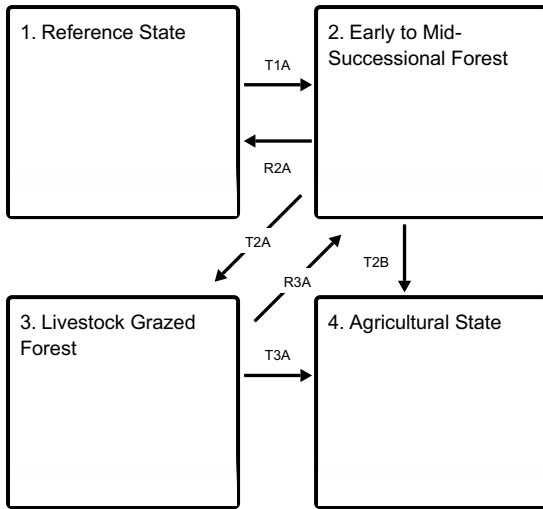 1. Reference State
2. Early to Mid-
Successional Forest
T1A
R2A
T2A
R3A
T2B
3. Livestock Grazed
Forest
4. Agricultural State
T3A